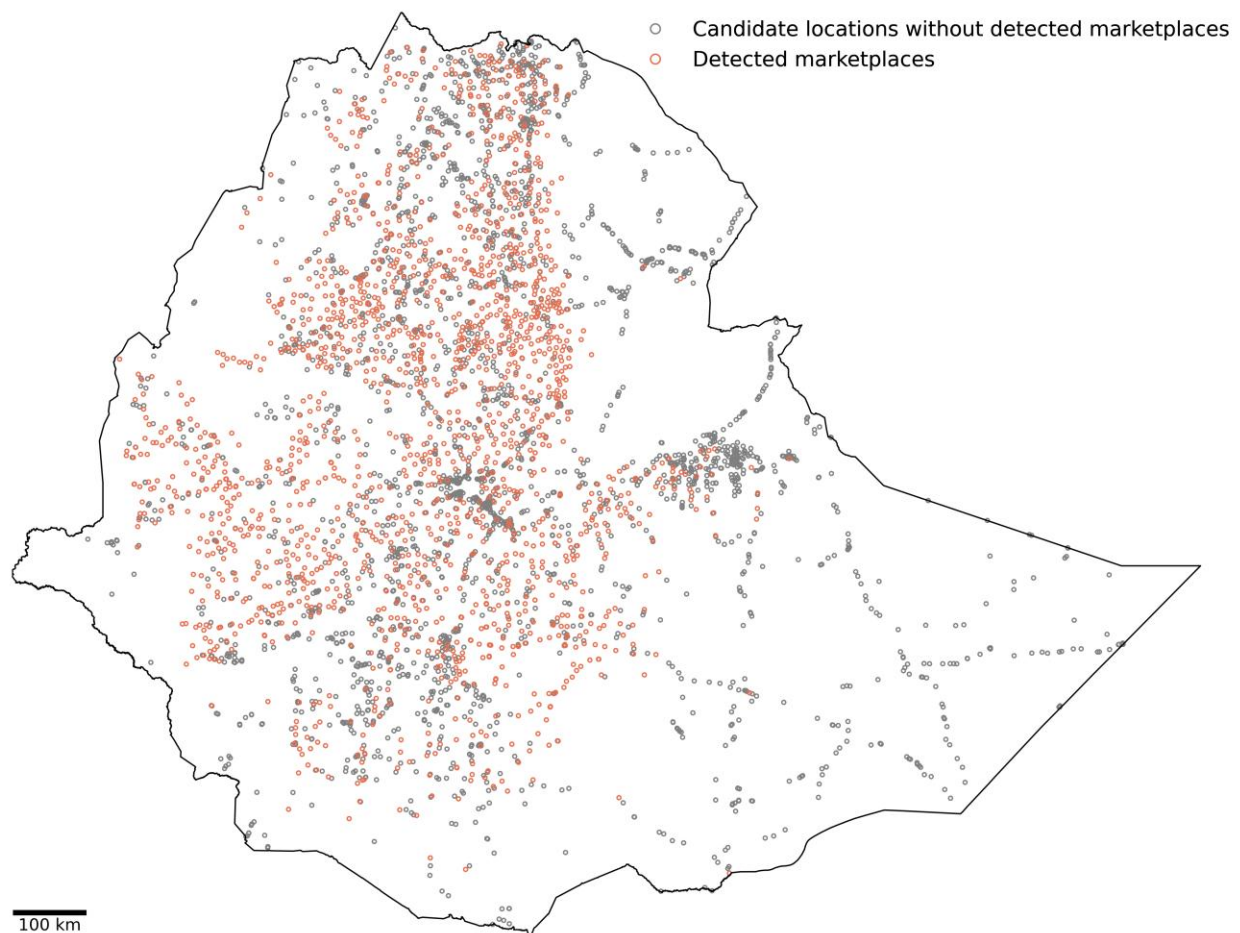 Candidate locations without detected marketplaces
Detected marketplaces
100 km